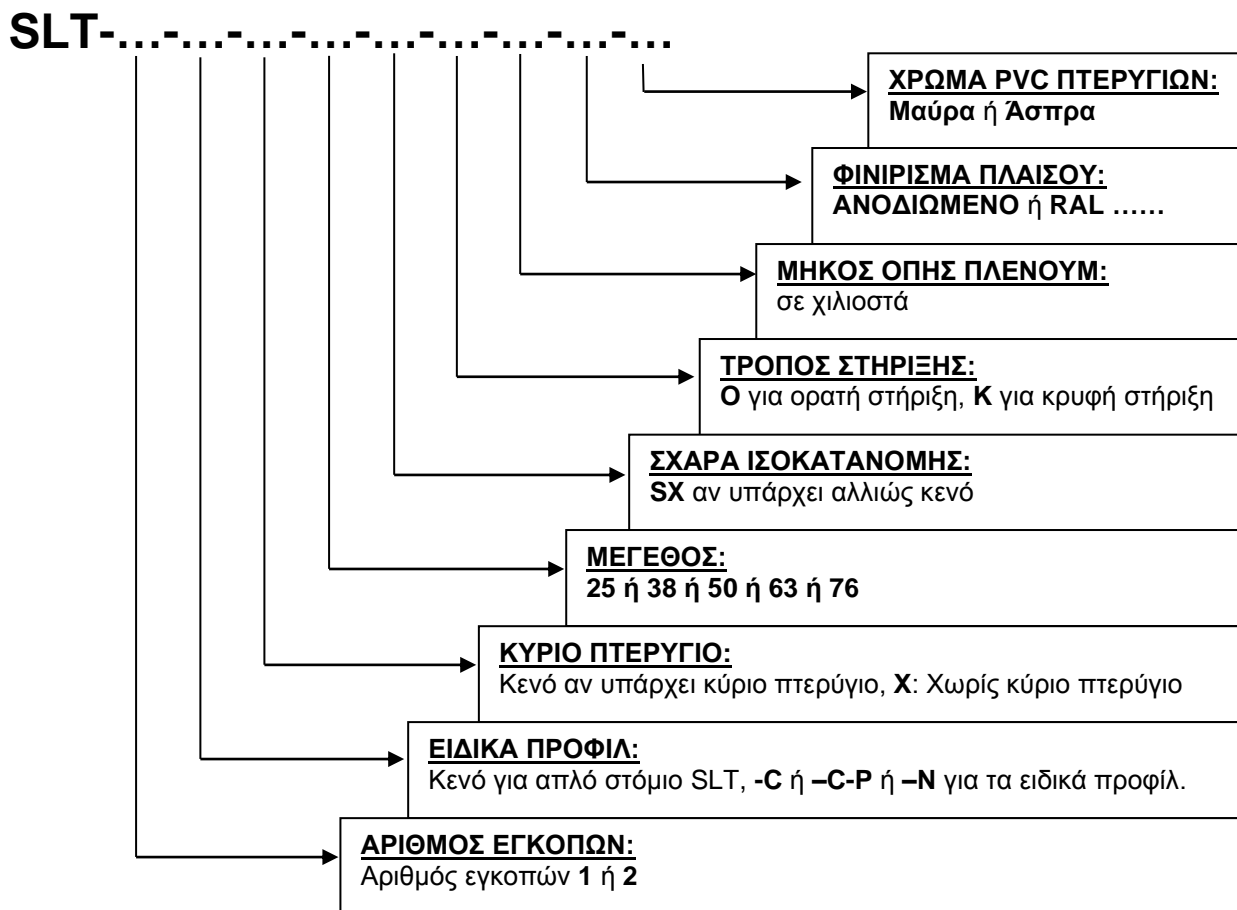 SLT-...-...-...-...-...-...-...-...-...
ΧΡΩΜΑ PVC ΠΤΕΡΥΓΙΩΝ:
Μαύρα ή Άσπρα
ΦΙΝΙΡΙΣΜΑ ΠΛΑΙΣΟΥ:
ΑΝΟΔΙΩΜΕΝΟ ή RAL ......
ΜΗΚΟΣ ΟΠΗΣ ΠΛΕΝΟΥΜ:
σε χιλιοστά
ΤΡΟΠΟΣ ΣΤΗΡΙΞΗΣ:
Ο για ορατή στήριξη, Κ για κρυφή στήριξη
ΣΧΑΡΑ ΙΣΟΚΑΤΑΝΟΜΗΣ:
SX αν υπάρχει αλλιώς κενό
ΜΕΓΕΘΟΣ:
25 ή 38 ή 50 ή 63 ή 76
ΚΥΡΙΟ ΠΤΕΡΥΓΙΟ:
Κενό αν υπάρχει κύριο πτερύγιο, Χ: Χωρίς κύριο πτερύγιο
ΕΙΔΙΚΑ ΠΡΟΦΙΛ:
Κενό για απλό στόμιο SLT, -C ή –C-P ή –N για τα ειδικά προφίλ.
ΑΡΙΘΜΟΣ ΕΓΚΟΠΩΝ:
Αριθμός εγκοπών 1 ή 2